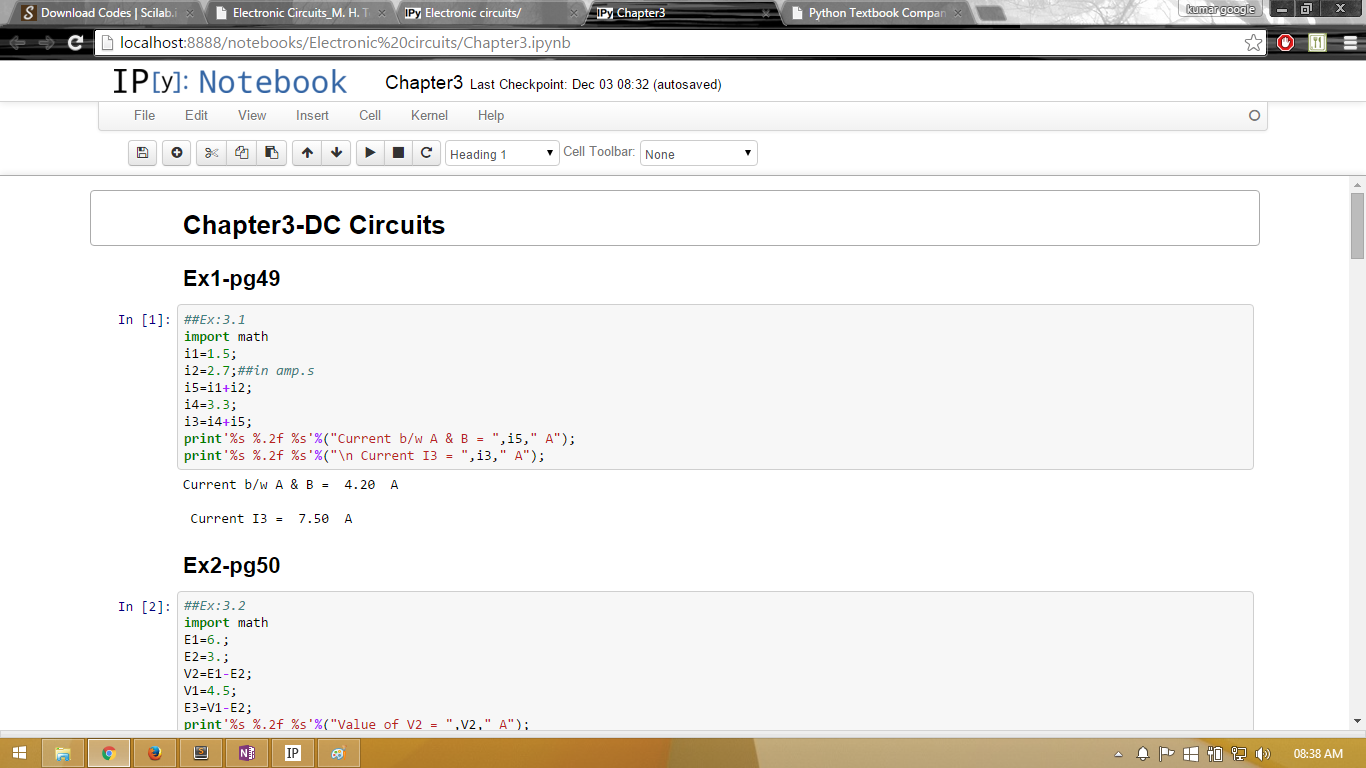 Download Codes | Scilab.i
Electronic Circuits_M. H. T
IPy Electronic circuits/
IPy Chapter3
Python Textbook Compan
kumar google
localhost:8888/notebooks/Electronic%20circuits/Chapter3.ipynb
IP[y]: Notebook
Chapter3 Last Checkpoint: Dec 03 08:32 (autosaved)
File Edit View Insert Cell Kernel Help
Heading 1 Cell Toolbar: None
Chapter3-DC Circuits
Ex1-pg49
In [1]: ##Ex:3.1
import math
i1=1.5;
i2=2.7;##in amp.s
i5=i1+i2;
i4=3.3;
i3=i4+i5;
print'%s %.2f %s'%("Current b/w A & B = ",i5," A");
print'%s %.2f %s'%("\n Current I3 = ",i3," A");
Current b/w A & B =  4.20  A
 Current I3 =  7.50  A
Ex2-pg50
In [2]: ##Ex:3.2
import math
E1=6.;
E2=3.;
V2=E1-E2;
V1=4.5;
E3=V1-E2;
print'%s %.2f %s'%("Value of V2 = ",V2," A");
IP
08:38 AM